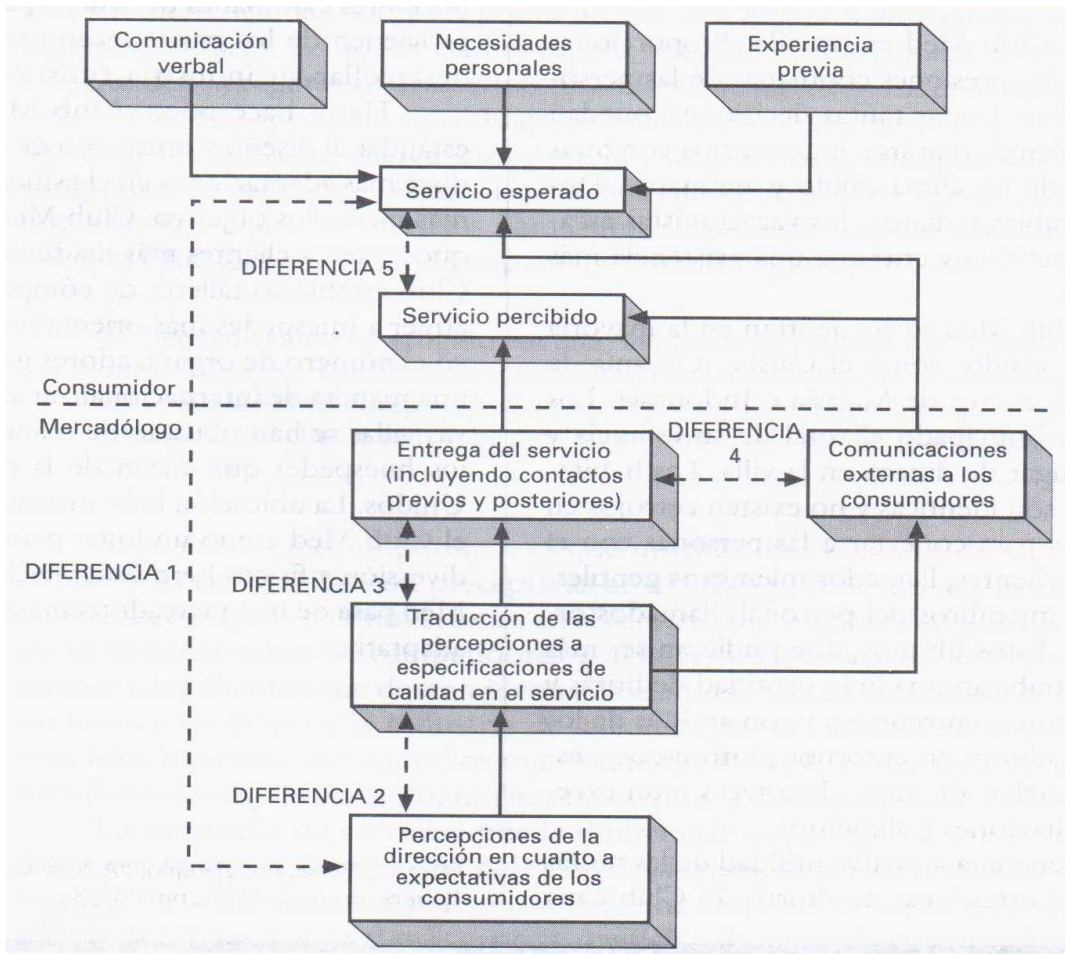 Comunicación
verbal
Necesidades
personales
Experiencia
previa
Servicio esperado
DIFERENCIA 5
Servicio percibido
Consumidor
Mercadólogo
DIFERENCIA
4
Entrega del servicio
(incluyendo contactos
previos y posteriores)
Comunicaciones
externas a los
consumidores
DIFERENCIA 1
DIFERENCIA 3
Traducción de las
percepciones a
escificaciones de
calidad en el servicio
DIFERENCIA 2
Percepciones de la
dirección en cuanto a
expectativas de los
consumidores